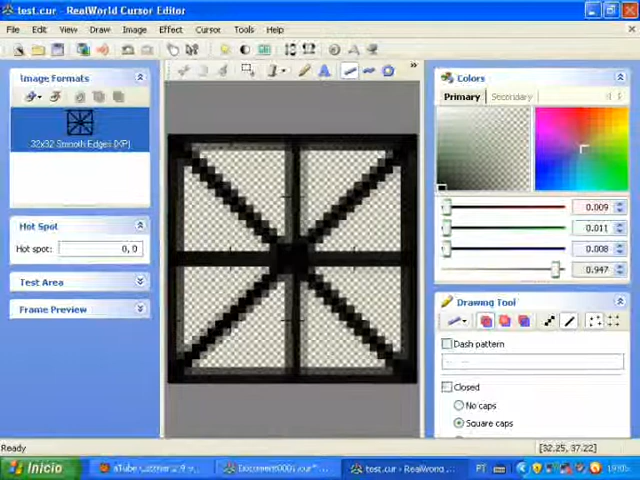 test.cur - RealWorld Cursor Editor
File Edit View Draw Image Effect Cursor Tools Help
Image Formats
32x32 Smooth Edges (XP)
Hot Spot
Hot spot: 0, 0
Test Area
Frame Preview
Colors
Primary Secondary
0.009
0.011
0.008
0.947
Drawing Tool
Dash pattern
Closed
No caps
Square caps
Ready
[32.25, 37.22]
Iniciar
test.cur - RealWorld ...
PT